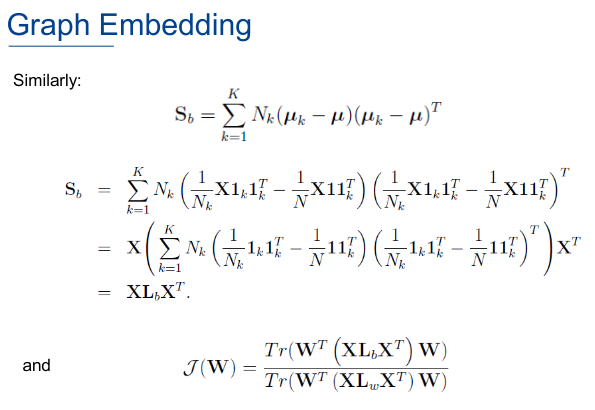 Graph Embedding
Similarly:
$\mathbf{S}_b = \sum_{k=1}^{K} N_k (\boldsymbol{\mu}_k - \boldsymbol{\mu})(\boldsymbol{\mu}_k - \boldsymbol{\mu})^T$
$\mathbf{S}_b = \sum_{k=1}^{K} N_k \left( \frac{1}{N_k} \mathbf{X} \mathbf{1}_k \mathbf{1}_k^T - \frac{1}{N} \mathbf{X} \mathbf{1} \mathbf{1}_k^T \right) \left( \frac{1}{N_k} \mathbf{X} \mathbf{1}_k \mathbf{1}_k^T - \frac{1}{N} \mathbf{X} \mathbf{1} \mathbf{1}_k^T \right)^T$
$= \mathbf{X} \left( \sum_{k=1}^{K} N_k \left( \frac{1}{N_k} \mathbf{1}_k \mathbf{1}_k^T - \frac{1}{N} \mathbf{1} \mathbf{1}_k^T \right) \left( \frac{1}{N_k} \mathbf{1}_k \mathbf{1}_k^T - \frac{1}{N} \mathbf{1} \mathbf{1}_k^T \right)^T \right) \mathbf{X}^T$
$= \mathbf{X} \mathbf{L}_b \mathbf{X}^T.$
and $\mathcal{J}(\mathbf{W}) = \frac{Tr(\mathbf{W}^T \left( \mathbf{X} \mathbf{L}_b \mathbf{X}^T \right) \mathbf{W})}{Tr(\mathbf{W}^T (\mathbf{X} \mathbf{L}_w \mathbf{X}^T) \mathbf{W})}$